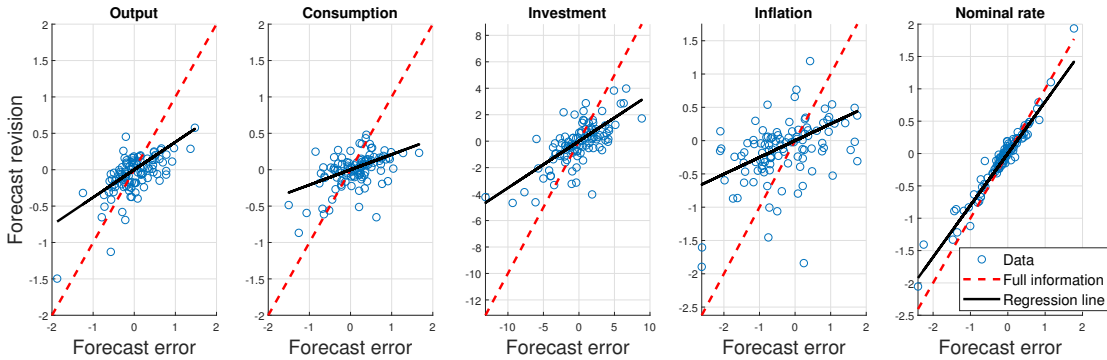 Output
Consumption
Investment
Inflation
Nominal rate
Forecast revision
2
1.5
1
0.5
0
-0.5
-1
-1.5
-2
-2 -1 0 1 2
Forecast error
2
1.5
1
0.5
0
-0.5
-1
-1.5
-2
-2 -1 0 1 2
Forecast error
8
6
4
2
0
-2
-4
-6
-8
-10
-12
-10 -5 0 5 10
Forecast error
1.5
1
0.5
0
-0.5
-1
-1.5
-2
-2.5
-2 -1 0 1
Forecast error
2
1.5
1
0.5
0
-0.5
-1
-1.5
-2
-2.5
-2 -1 0 1 2
Forecast error
Data
Full information
Regression line